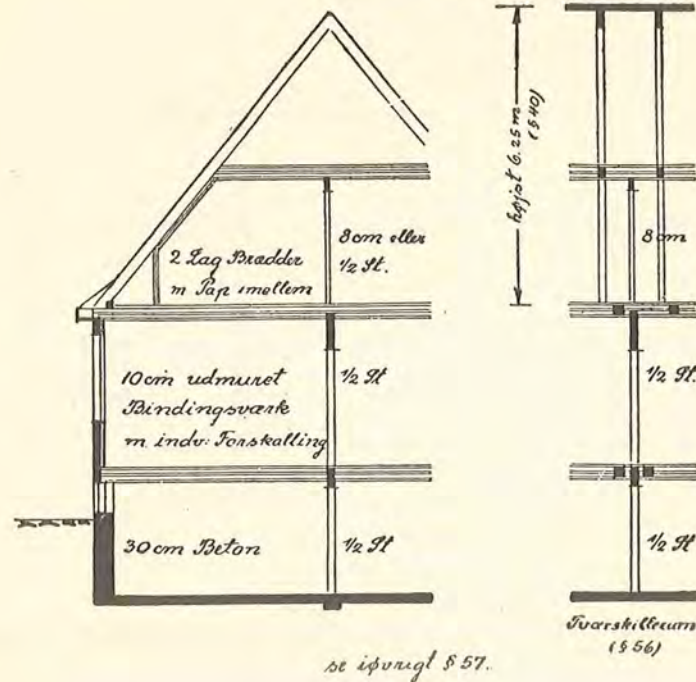 højst 6.25 m
(§ 40)
8 cm eller
1/2 St.
2 Lag Brædder
m Pap imellem
8 cm
10 cm udmuret
Bindingsværk
m. indv: Forskalling
1/2 St
1/2 St.
30 cm Beton
1/2 St
1/2 St
Tværskillerum
(§ 56)
se iøvrigt § 57.